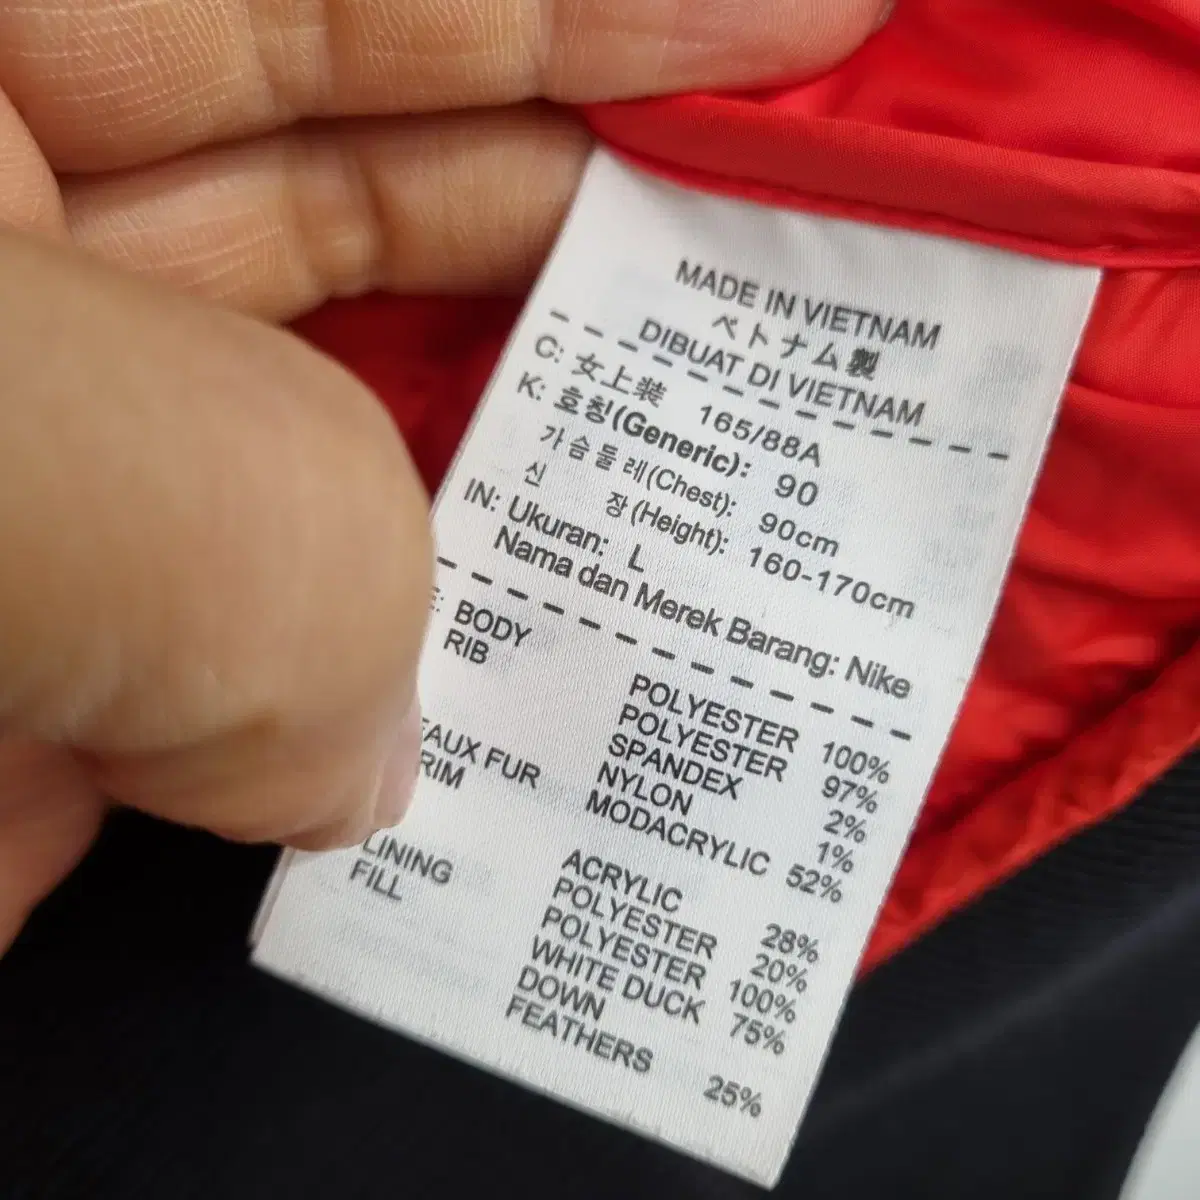 MADE IN VIETNAM
ベトナム製
DIBUAT DI VIETNAM
C: 女上装 165/88A
K: 호칭(Generic): 90
가슴둘레(Chest): 90cm
신 장(Height): 160-170cm
IN: Ukuran: L
Nama dan Merek Barang: Nike
E: BODY POLYESTER 100%
RIB POLYESTER 97%
SPANDEX 2%
NYLON 1%
FAUX FUR MODACRYLIC 52%
RIM
ACRYLIC 28%
POLYESTER 20%
LINING POLYESTER 100%
FILL WHITE DUCK 75%
DOWN
FEATHERS 25%